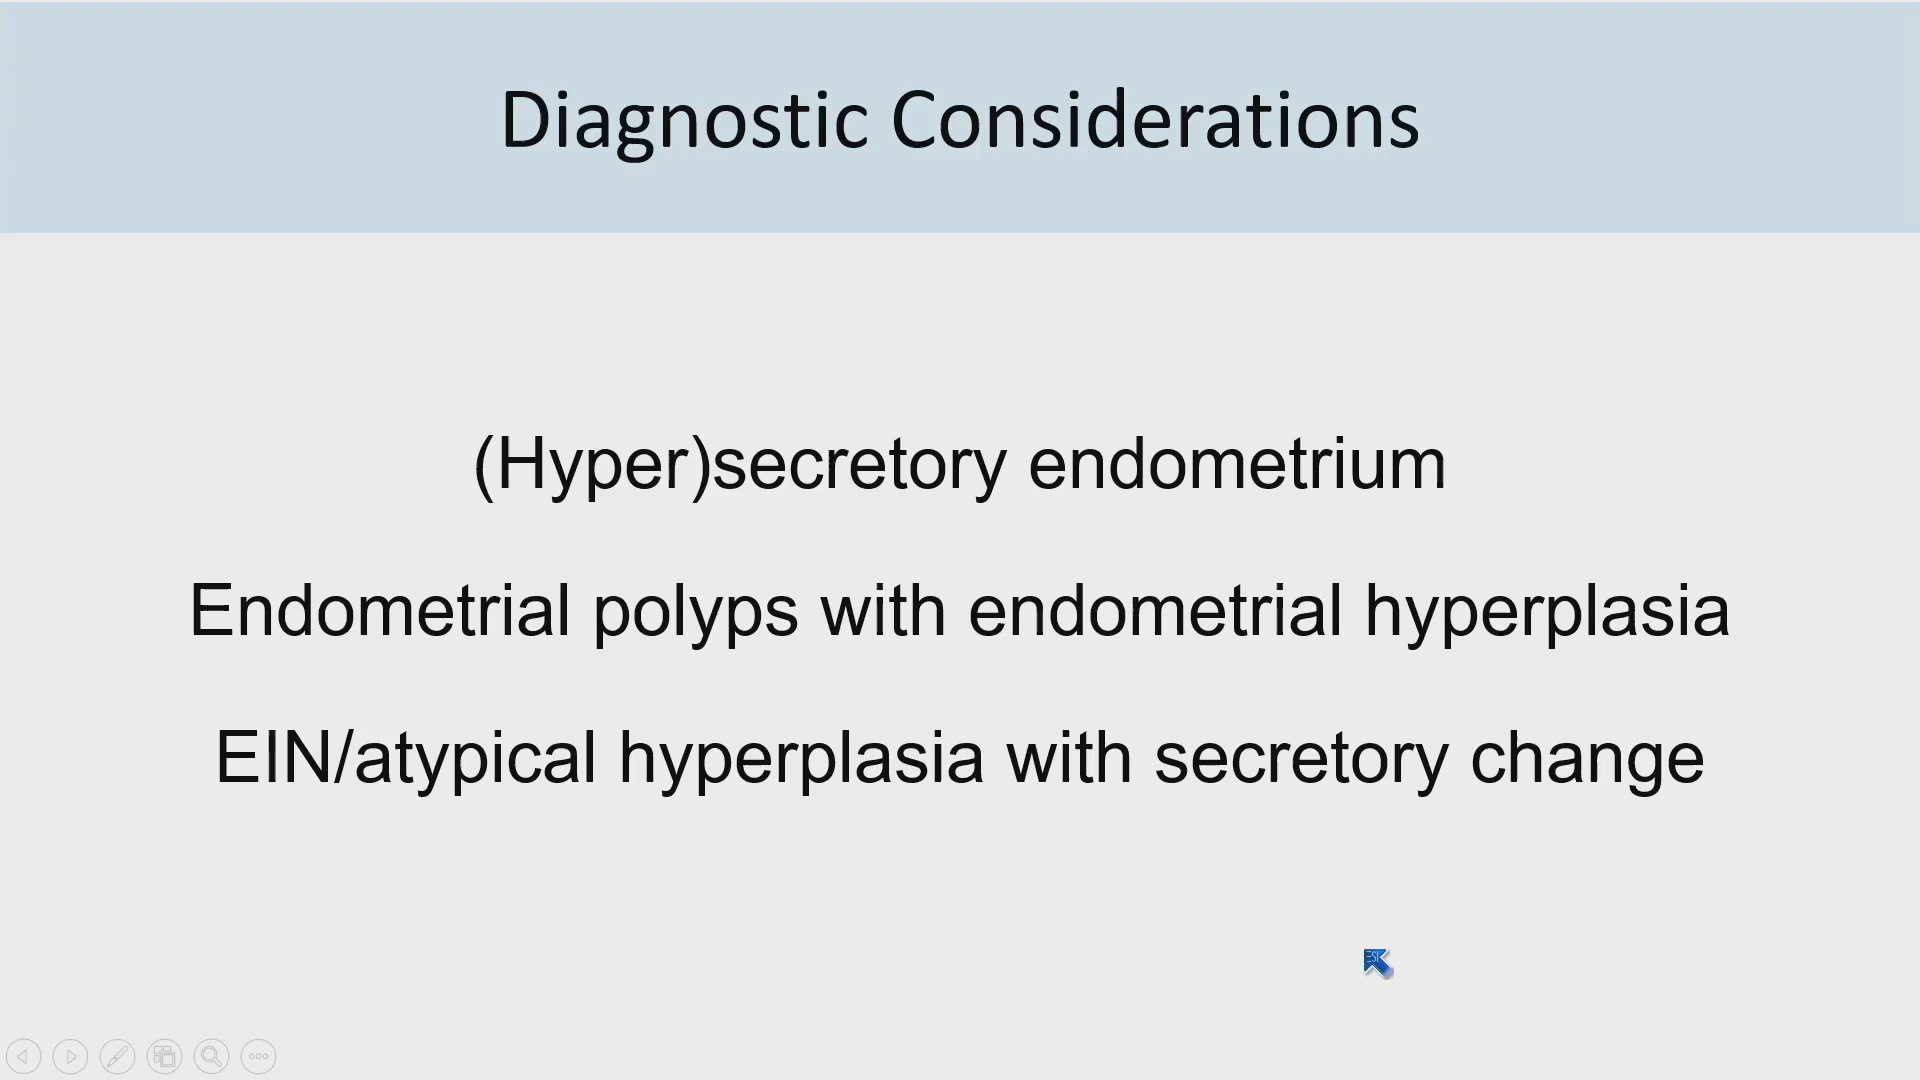 Diagnostic Considerations
(Hyper)secretory endometrium
Endometrial polyps with endometrial hyperplasia
EIN/atypical hyperplasia with secretory change